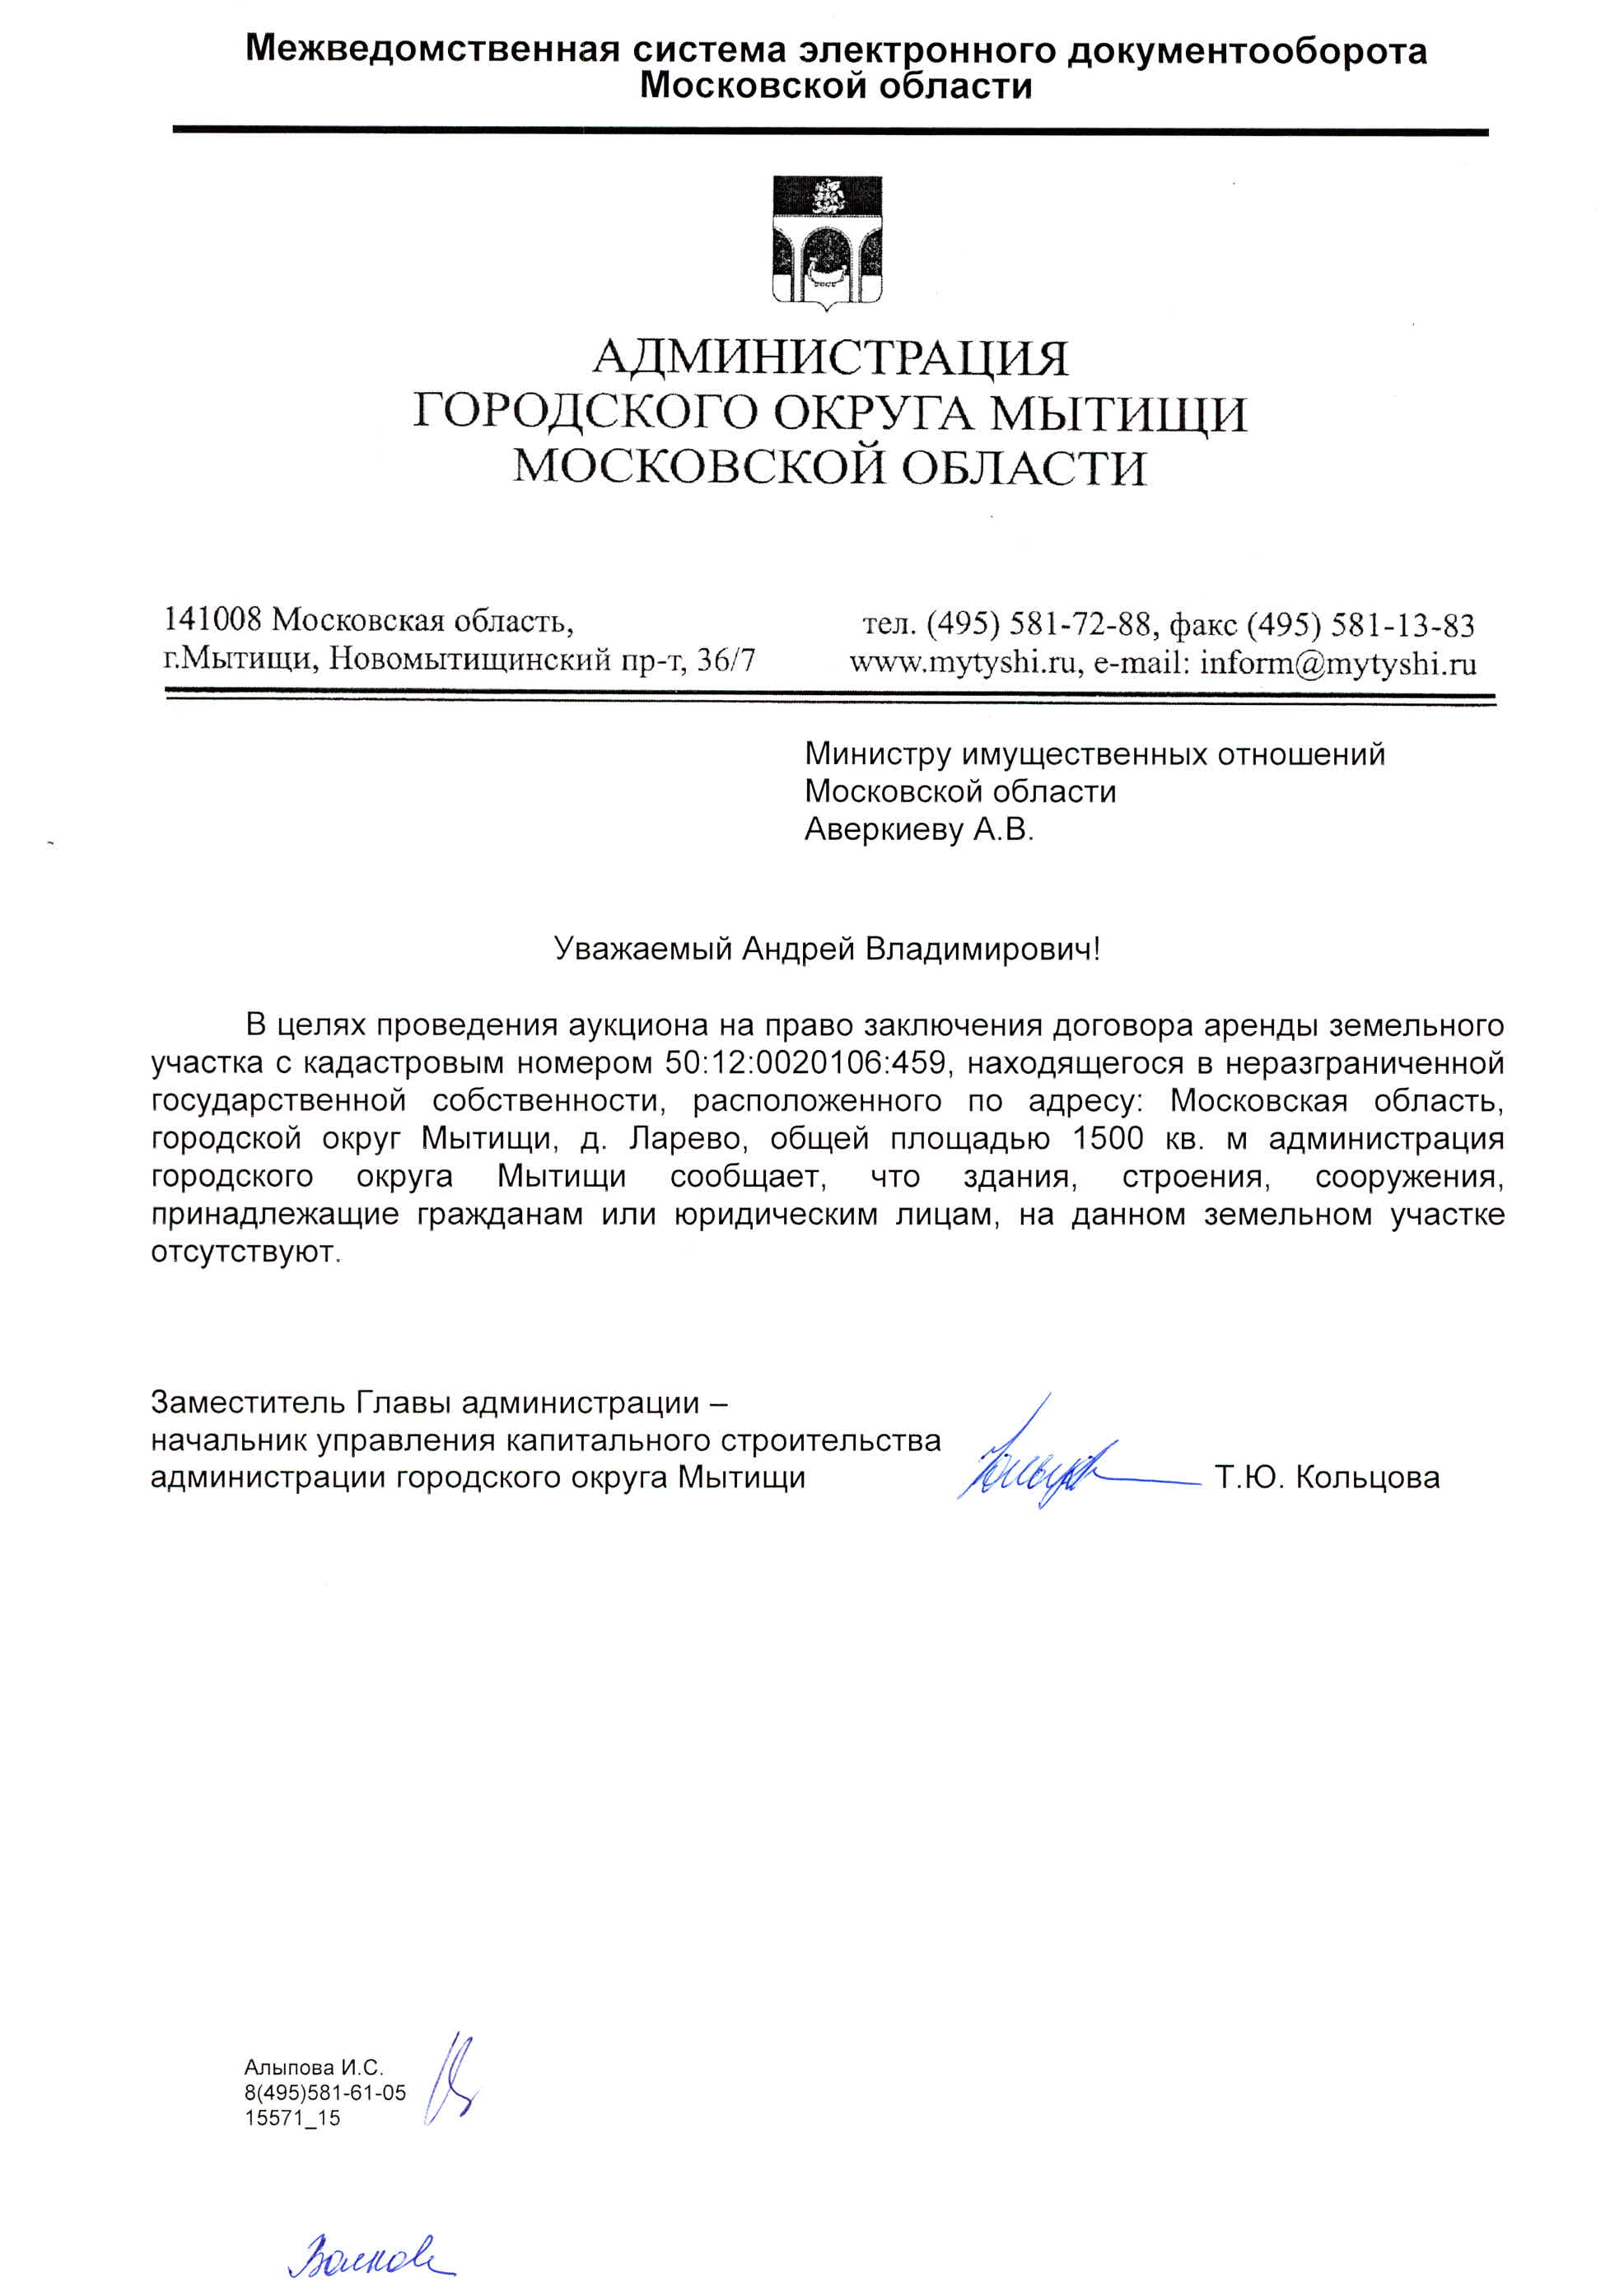 Межведомственная система электронного документооборота
Московской области
АДМИНИСТРАЦИЯ
ГОРОДСКОГО ОКРУГА МЫТИЩИ
МОСКОВСКОЙ ОБЛАСТИ
141008 Московская область,
г.Мытищи, Новомытищинский пр-т, 36/7
тел. (495) 581-72-88, факс (495) 581-13-83
www.mytyshi.ru, e-mail: inform@mytyshi.ru
Министру имущественных отношений
Московской области
Аверкиеву А.В.
Уважаемый Андрей Владимирович!
В целях проведения аукциона на право заключения договора аренды земельного
участка с кадастровым номером 50:12:0020106:459, находящегося в неразграниченной
государственной собственности, расположенного по адресу: Московская область,
городской округ Мытищи, д. Ларево, общей площадью 1500 кв. м администрация
городского округа Мытищи сообщает, что здания, строения, сооружения,
принадлежащие гражданам или юридическим лицам, на данном земельном участке
отсутствуют.
Заместитель Главы администрации –
начальник управления капитального строительства
администрации городского округа Мытищи
Т.Ю. Кольцова
Алыпова И.С.
8(495)581-61-05
15571_15